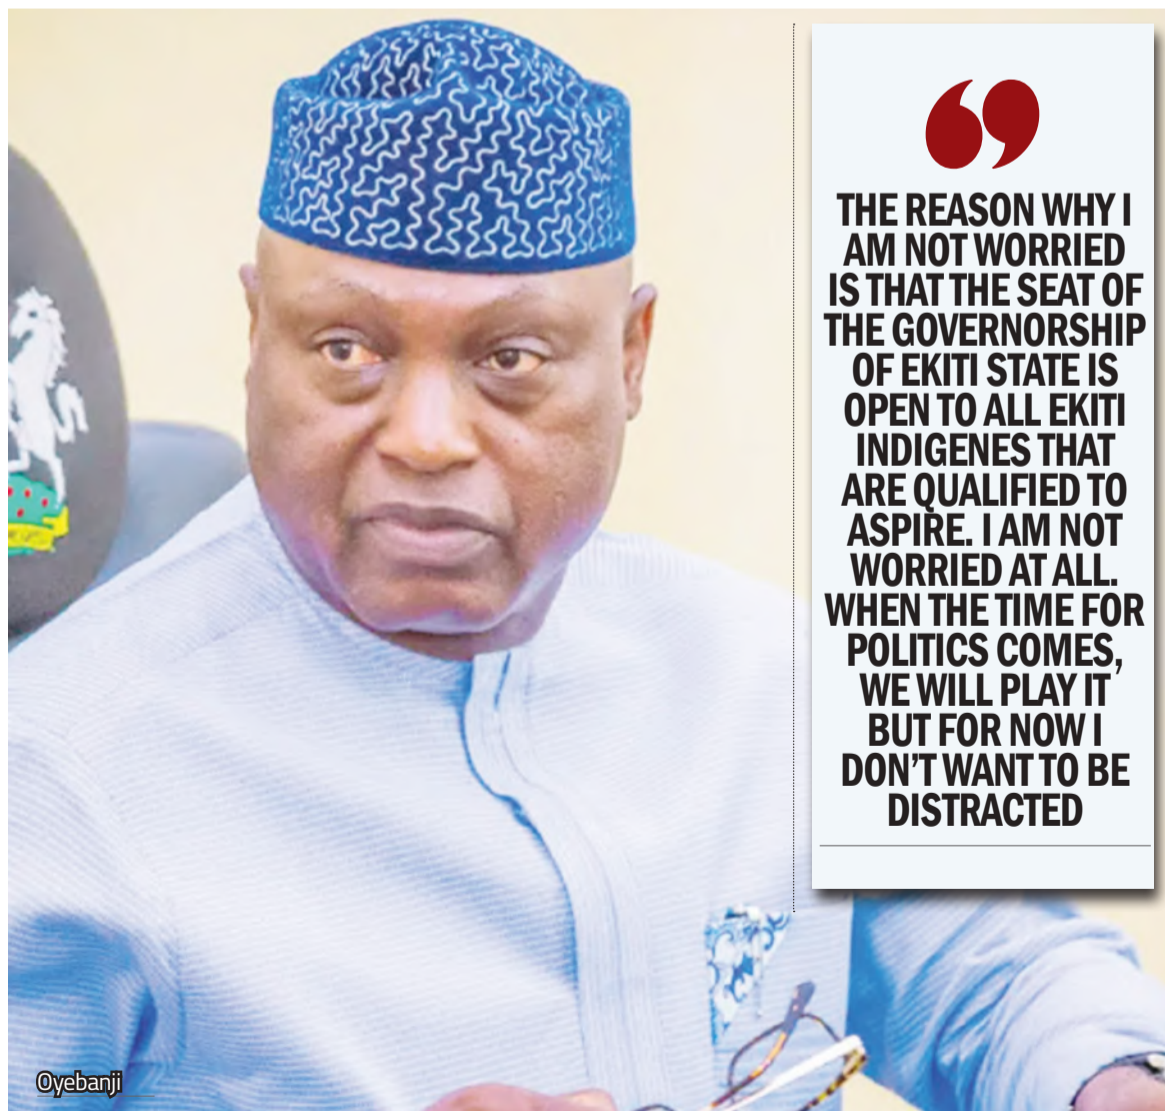 THE REASON WHY I
AM NOT WORRIED
IS THAT THE SEAT OF
THE GOVERNORSHIP
OF EKITI STATE IS
OPEN TO ALL EKITI
INDIGENES THAT
ARE QUALIFIED TO
ASPIRE. I AM NOT
WORRIED AT ALL.
WHEN THE TIME FOR
POLITICS COMES,
WE WILL PLAY IT
BUT FOR NOW I
DON'T WANT TO BE
DISTRACTED
Oyebanji